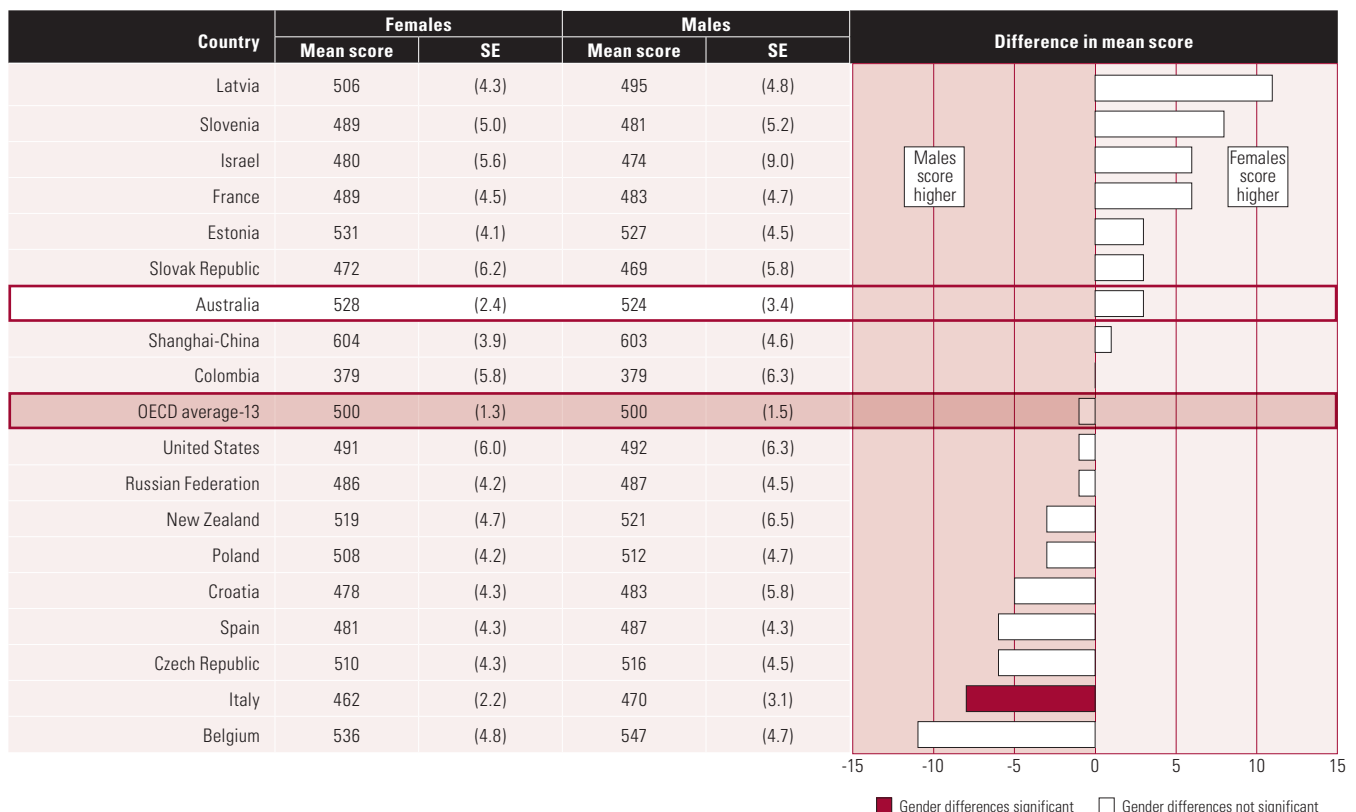 Country Females Males Difference in mean score
Mean score SE Mean score SE
Latvia 506 (4.3) 495 (4.8)
Slovenia 489 (5.0) 481 (5.2)
Israel 480 (5.6) 474 (9.0)
France 489 (4.5) 483 (4.7)
Males
score
higher
Females
score
higher
Estonia 531 (4.1) 527 (4.5)
Slovak Republic 472 (6.2) 469 (5.8)
Australia 528 (2.4) 524 (3.4)
Shanghai-China 604 (3.9) 603 (4.6)
Colombia 379 (5.8) 379 (6.3)
OECD average-13 500 (1.3) 500 (1.5)
United States 491 (6.0) 492 (6.3)
Russian Federation 486 (4.2) 487 (4.5)
New Zealand 519 (4.7) 521 (6.5)
Poland 508 (4.2) 512 (4.7)
Croatia 478 (4.3) 483 (5.8)
Spain 481 (4.3) 487 (4.3)
Czech Republic 510 (4.3) 516 (4.5)
Italy 462 (2.2) 470 (3.1)
Belgium 536 (4.8) 547 (4.7)
-15 -10 -5 0 5 10 15
Gender differences significant Gender differences not significant